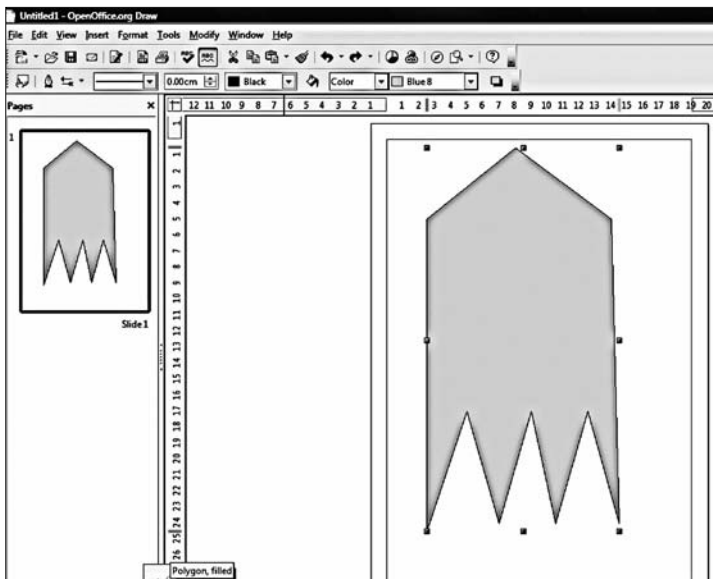 Untitled1 - OpenOffice.org Draw
File Edit View Insert Format Tools Modify Window Help
0.00cm Black Color Blue 8
Pages
12 11 10 9 8 7 6 5 4 3 2 1 1 2 3 4 5 6 7 8 9 10 11 12 13 14 15 16 17 18 19 20
1
1 1 2 3 4 5 6 7 8 9 10 11 12 13 14 15 16 17 18 19 20 21 22 23 24 25 26
Slide 1
Polygon, filled